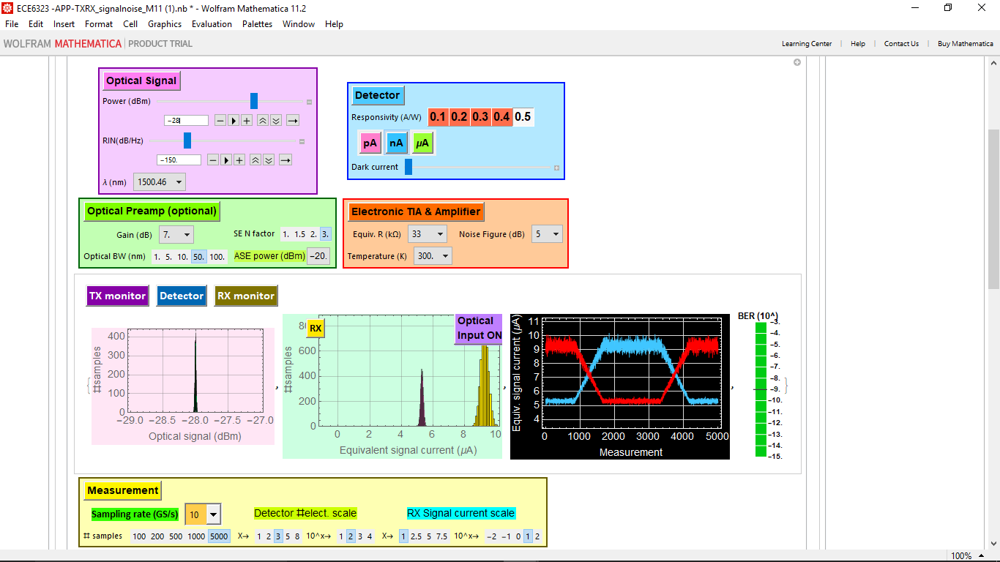 ECE6323 -APP-TXRX_signalnoise_M11 (1).nb * - Wolfram Mathematica 11.2
File Edit Insert Format Cell Graphics Evaluation Palettes Window Help
WOLFRAM MATHEMATICA | PRODUCT TRIAL
Learning Center | Help | Contact Us | Buy Mathematica
Optical Signal
Power (dBm)
-28
RIN(dB/Hz)
-150.
λ (nm) 1500.46
Detector
Responsivity (A/W) 0.1 0.2 0.3 0.4 0.5
pA nA μA
Dark current
Optical Preamp (optional)
Gain (dB) 7. SE N factor 1. 1.5 2. 3.
Optical BW (nm) 1. 5. 10. 50. 100. ASE power (dBm) -20.
Electronic TIA & Amplifier
Equiv. R (kΩ) 33 Noise Figure (dB) 5
Temperature (K) 300.
TX monitor Detector RX monitor
400
300
200
100
0
#samples
-29.0 -28.5 -28.0 -27.5 -27.0
Optical signal (dBm)
RX
Optical
Input ON
600
400
200
0
#samples
0 2 4 6 8 10
Equivalent signal current (μA)
11
10
9
8
7
6
5
4
Equiv. signal current (μA)
0 1000 2000 3000 4000 5000
Measurement
BER (10^)
-3.
-4.
-5.
-6.
-7.
-8.
-9.
-10.
-11.
-12.
-13.
-14.
-15.
Measurement
Sampling rate (GS/s) 10 Detector #elect. scale RX Signal current scale
# samples 100 200 500 1000 5000 X→ 1 2 3 5 8 10^x→ 1 2 3 4 X→ 1 2.5 5 7.5 10^x→ -2 -1 0 1 2
100%